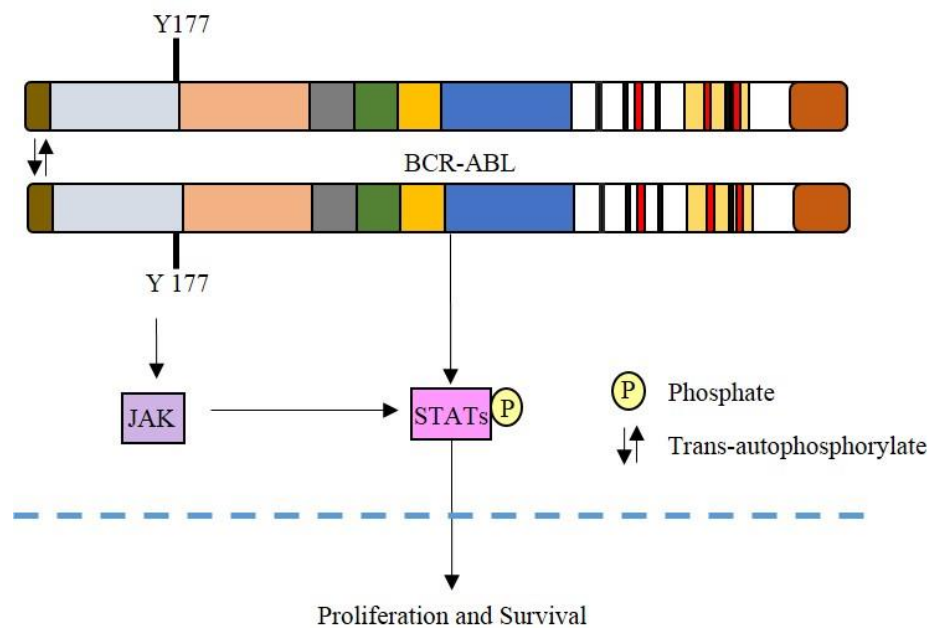 Y177
BCR-ABL
Y 177
JAK
STATs
P
P
Phosphate
Trans-autophosphorylate
Proliferation and Survival